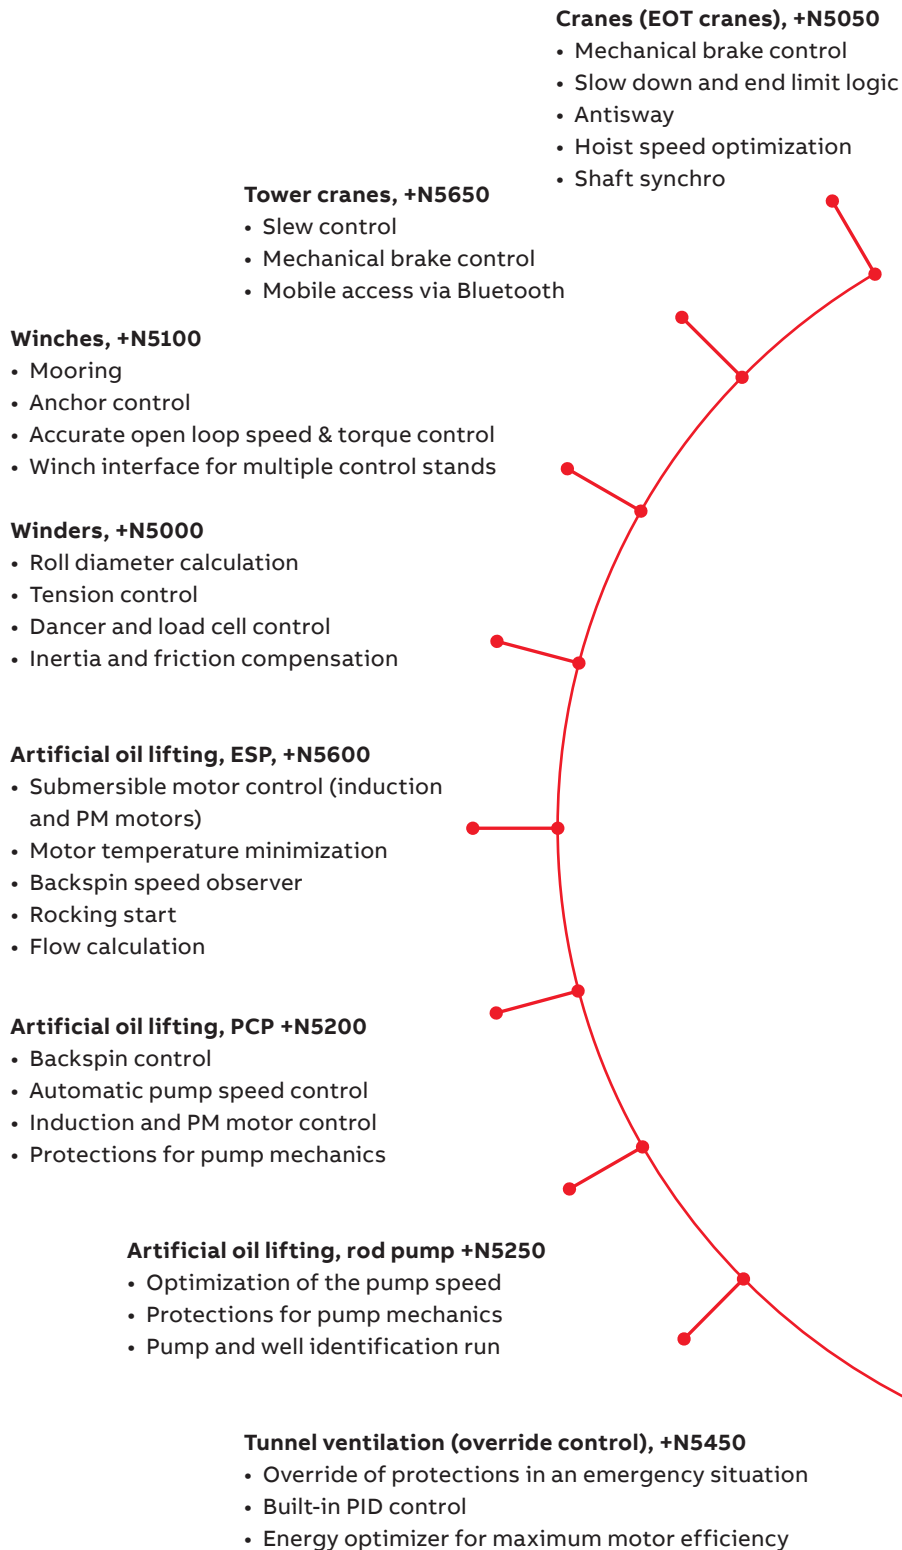 Cranes (EOT cranes), +N5050
• Mechanical brake control
• Slow down and end limit logic
• Antisway
• Hoist speed optimization
• Shaft synchro
Tower cranes, +N5650
• Slew control
• Mechanical brake control
• Mobile access via Bluetooth
Winches, +N5100
• Mooring
• Anchor control
• Accurate open loop speed & torque control
• Winch interface for multiple control stands
Winders, +N5000
• Roll diameter calculation
• Tension control
• Dancer and load cell control
• Inertia and friction compensation
Artificial oil lifting, ESP, +N5600
• Submersible motor control (induction
and PM motors)
• Motor temperature minimization
• Backspin speed observer
• Rocking start
• Flow calculation
Artificial oil lifting, PCP +N5200
• Backspin control
• Automatic pump speed control
• Induction and PM motor control
• Protections for pump mechanics
Artificial oil lifting, rod pump +N5250
• Optimization of the pump speed
• Protections for pump mechanics
• Pump and well identification run
Tunnel ventilation (override control), +N5450
• Override of protections in an emergency situation
• Built-in PID control
• Energy optimizer for maximum motor efficiency